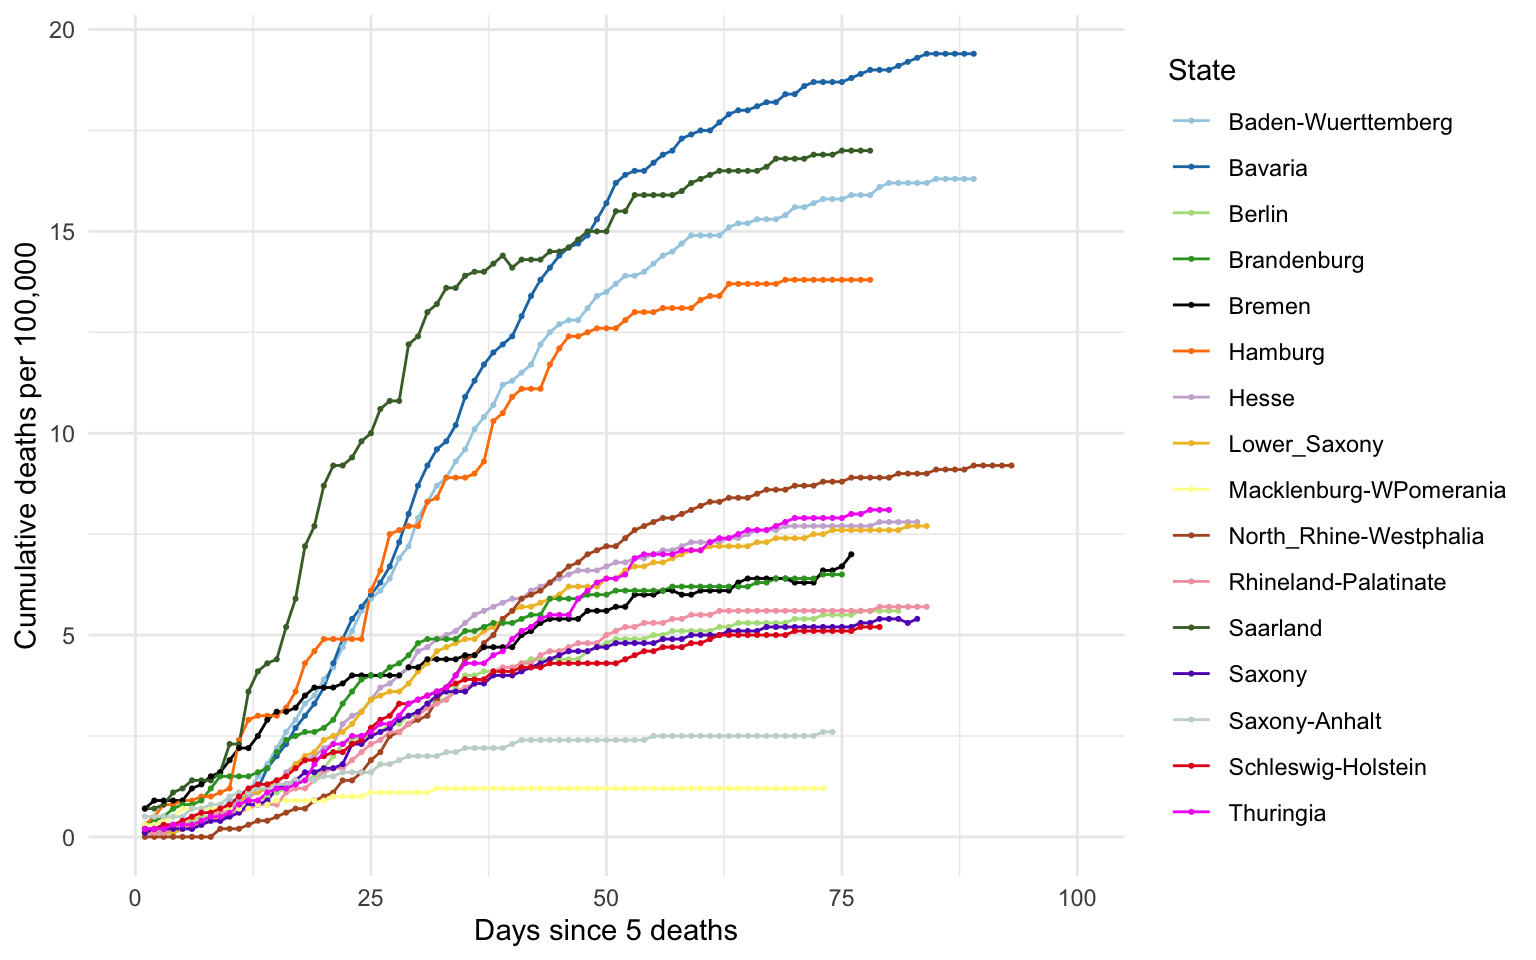 20
15
10
5
0
Cumulative deaths per 100,000
0 25 50 75 100
Days since 5 deaths
State
Baden-Wuerttemberg
Bavaria
Berlin
Brandenburg
Bremen
Hamburg
Hesse
Lower_Saxony
Macklenburg-WPomerania
North_Rhine-Westphalia
Rhineland-Palatinate
Saarland
Saxony
Saxony-Anhalt
Schleswig-Holstein
Thuringia